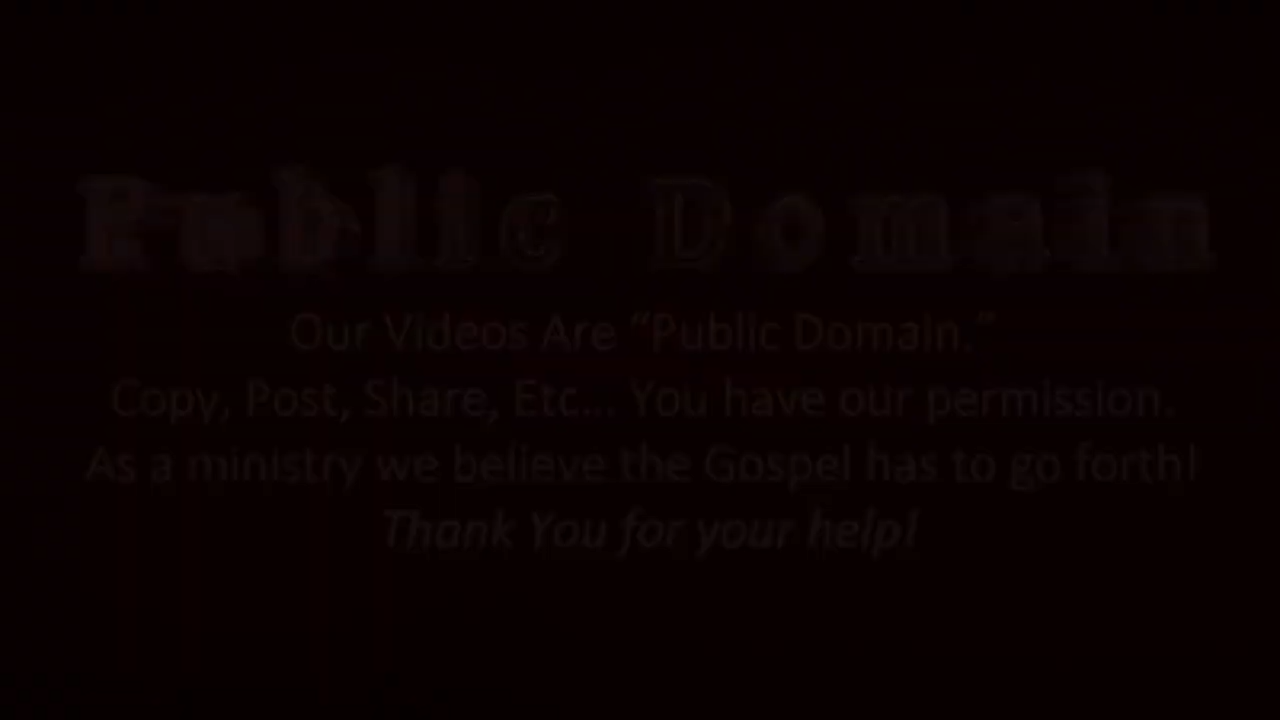 Public Domain
Our Videos Are “Public Domain.”
Copy, Post, Share, Etc... You have our permission.
As a ministry we believe the Gospel has to go forth!
Thank You for your help!